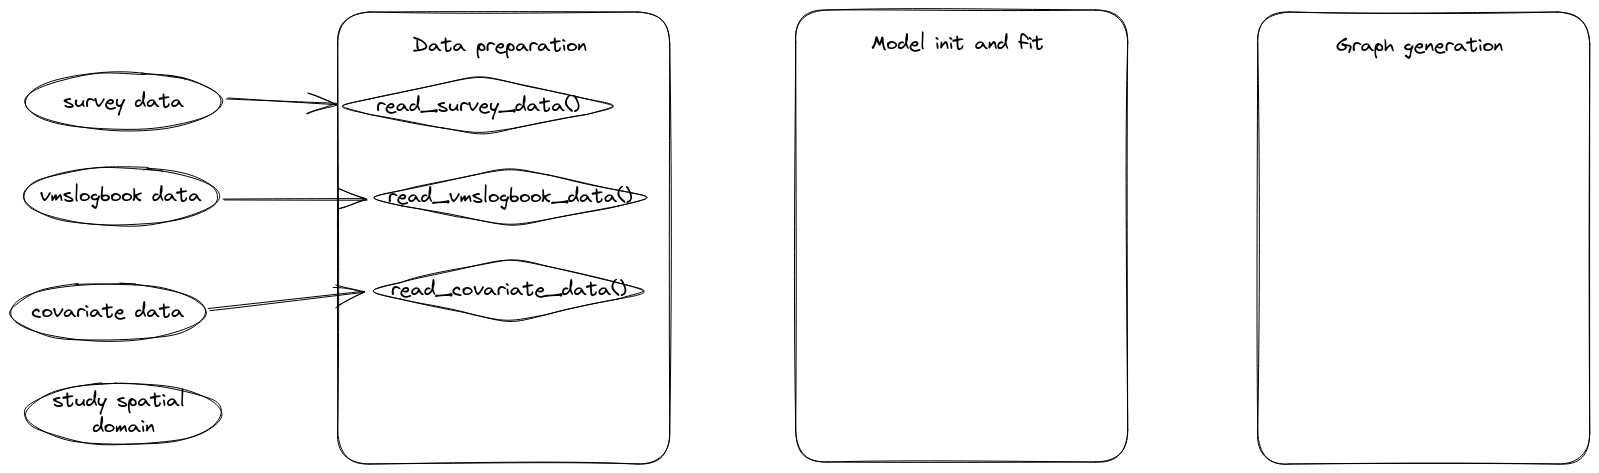 Data preparation
Model init and fit
Graph generation
survey data
read_survey_data()
vmslogbook data
read_vmslogbook_data()
covariate data
read_covariate_data()
study spatial
domain